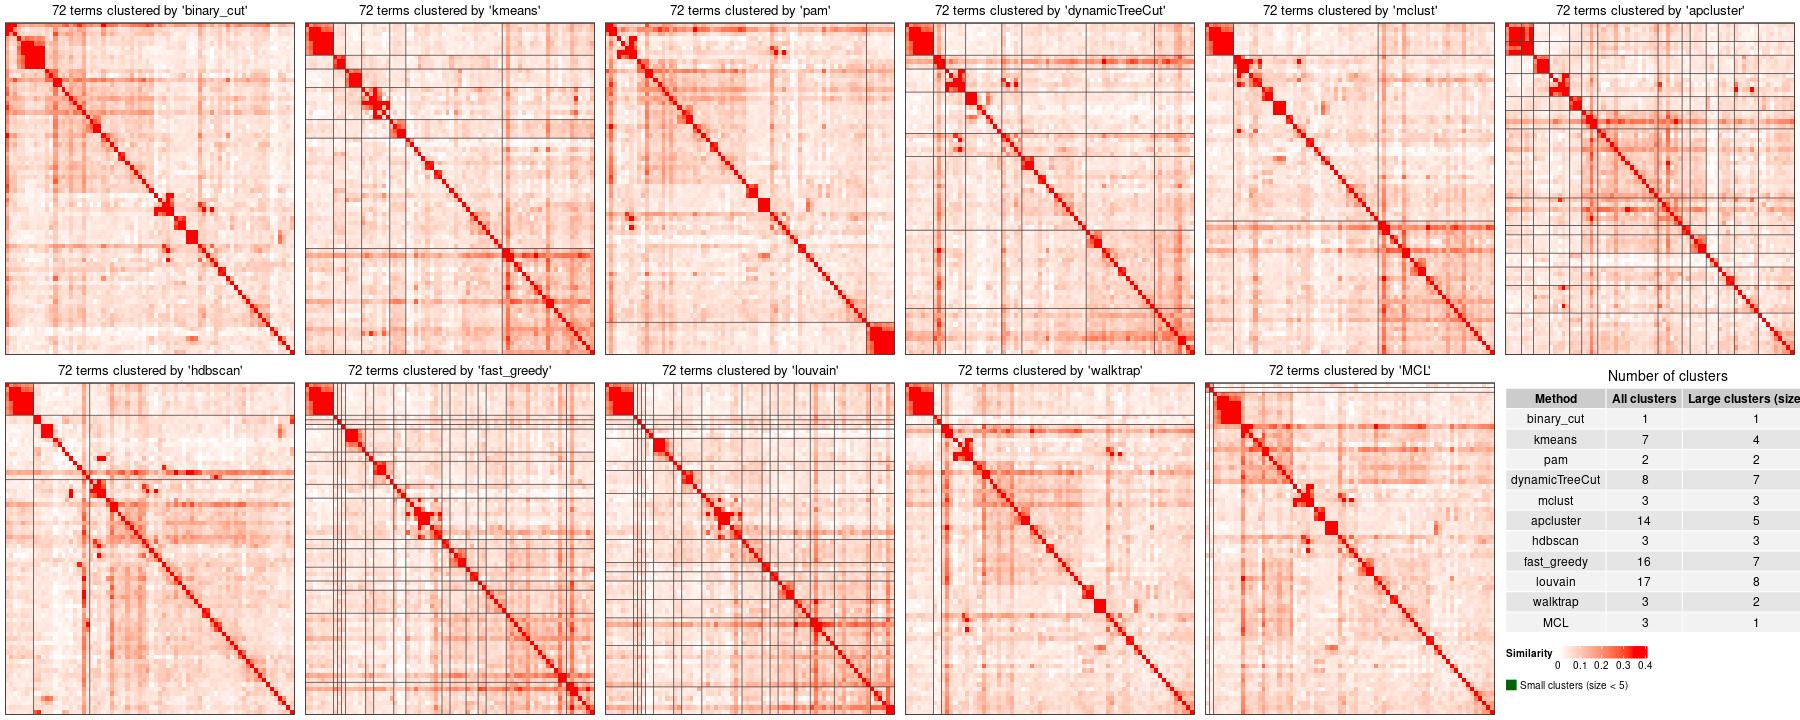 72 terms clustered by 'binary_cut'
72 terms clustered by 'kmeans'
72 terms clustered by 'pam'
72 terms clustered by 'dynamicTreeCut'
72 terms clustered by 'mclust'
72 terms clustered by 'apcluster'
72 terms clustered by 'hdbscan'
72 terms clustered by 'fast_greedy'
72 terms clustered by 'louvain'
72 terms clustered by 'walktrap'
72 terms clustered by 'MCL'
Number of clusters
Method All clusters Large clusters (size
binary_cut 1 1
kmeans 7 4
pam 2 2
dynamicTreeCut 8 7
mclust 3 3
apcluster 14 5
hdbscan 3 3
fast_greedy 16 7
louvain 17 8
walktrap 3 2
MCL 3 1
Similarity
0 0.1 0.2 0.3 0.4
Small clusters (size < 5)